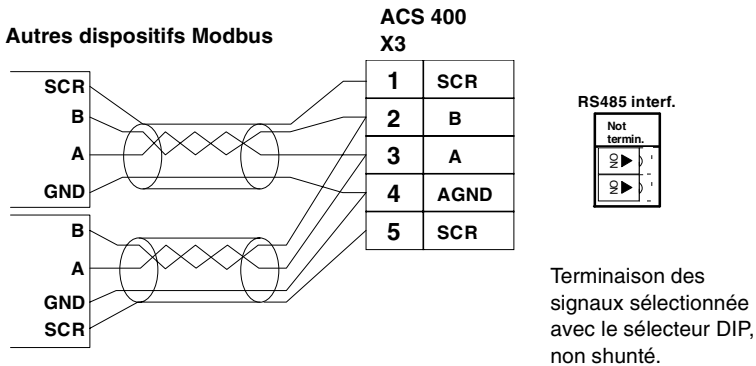 ACS 400
Autres dispositifs Modbus
X3
SCR
B
A
GND
B
A
GND
SCR
1 SCR
2 B
3 A
4 AGND
5 SCR
RS485 interf.
Not
termin.
ON
ON
Terminaison des
signaux sélectionnée
avec le sélecteur DIP,
non shunté.